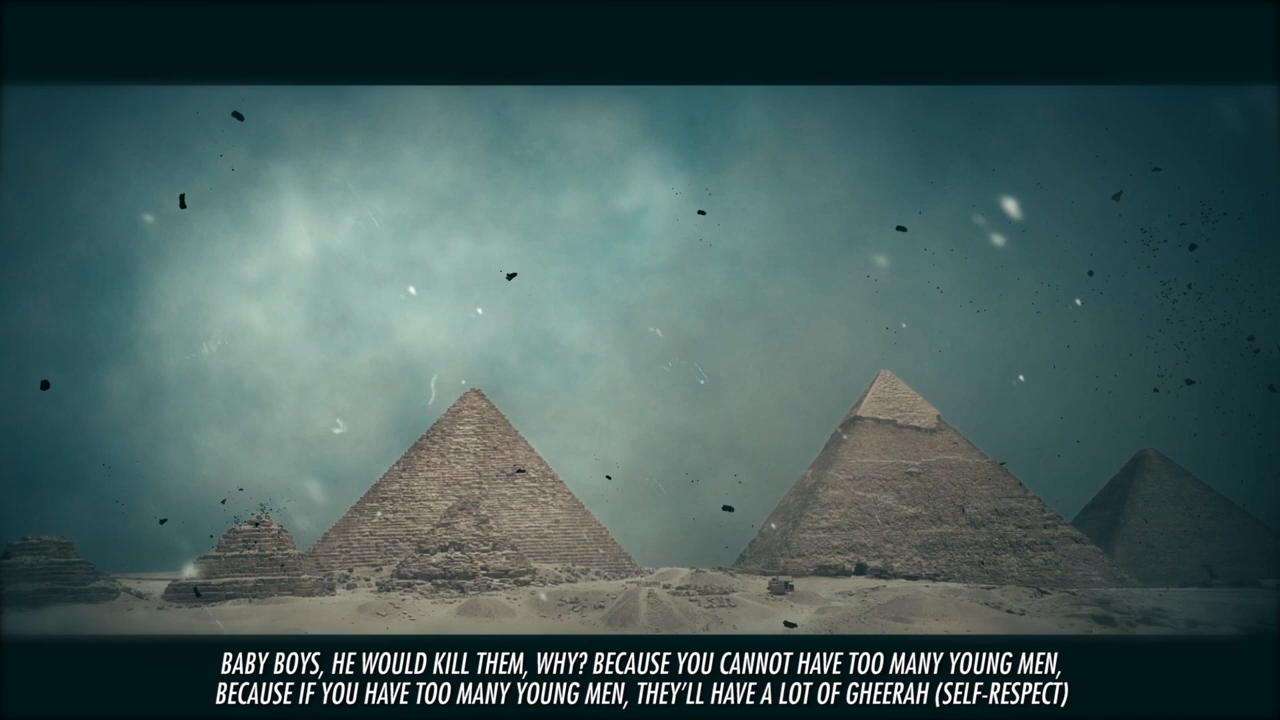 BABY BOYS, HE WOULD KILL THEM, WHY? BECAUSE YOU CANNOT HAVE TOO MANY YOUNG MEN,
BECAUSE IF YOU HAVE TOO MANY YOUNG MEN, THEY'LL HAVE A LOT OF GHEERAH (SELF-RESPECT)